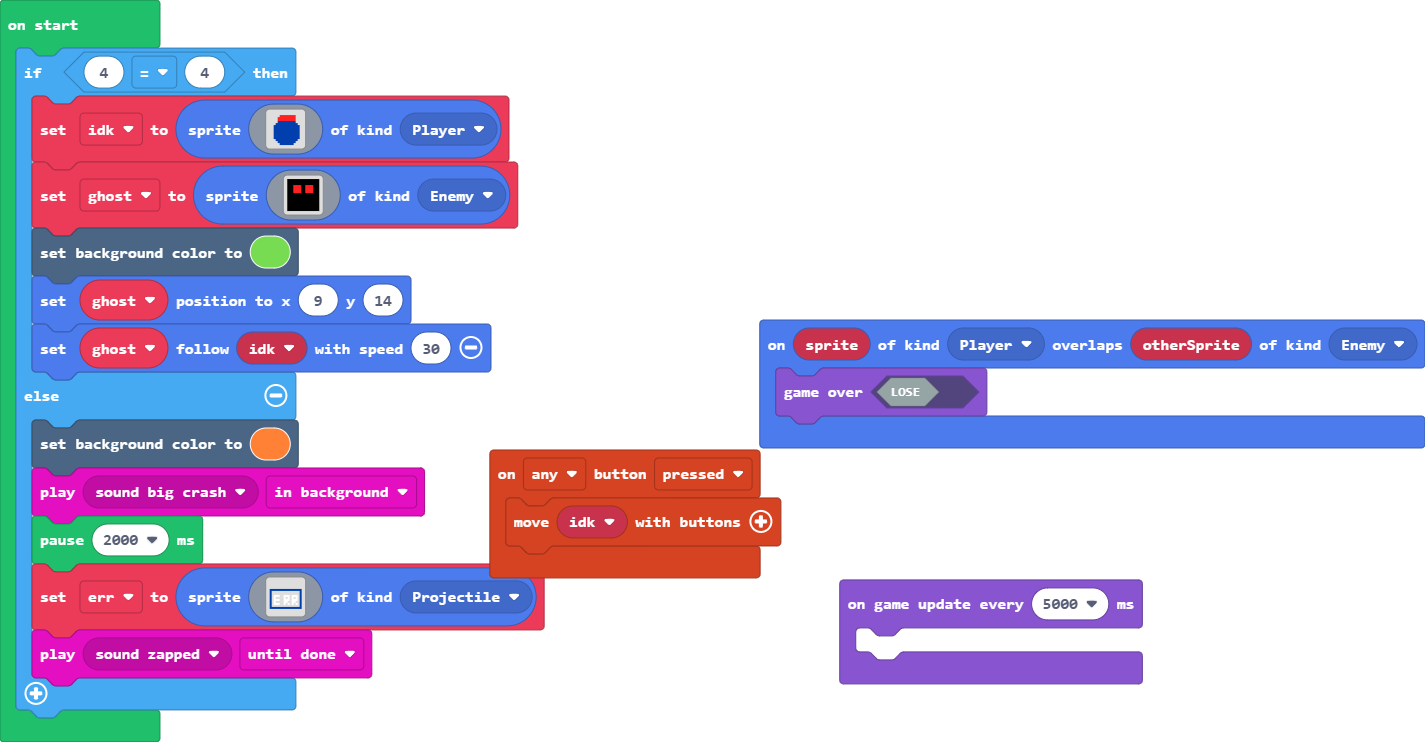 on start
if 4 = 4 then
set idk to sprite of kind Player
set ghost to sprite of kind Enemy
set background color to
set ghost position to x 9 y 14
set ghost follow idk with speed 30
else
set background color to
play sound big crash in background
pause 2000 ms
set err to sprite ERR of kind Projectile
play sound zapped until done
on any button pressed
move idk with buttons
on sprite of kind Player overlaps otherSprite of kind Enemy
game over LOSE
on game update every 5000 ms